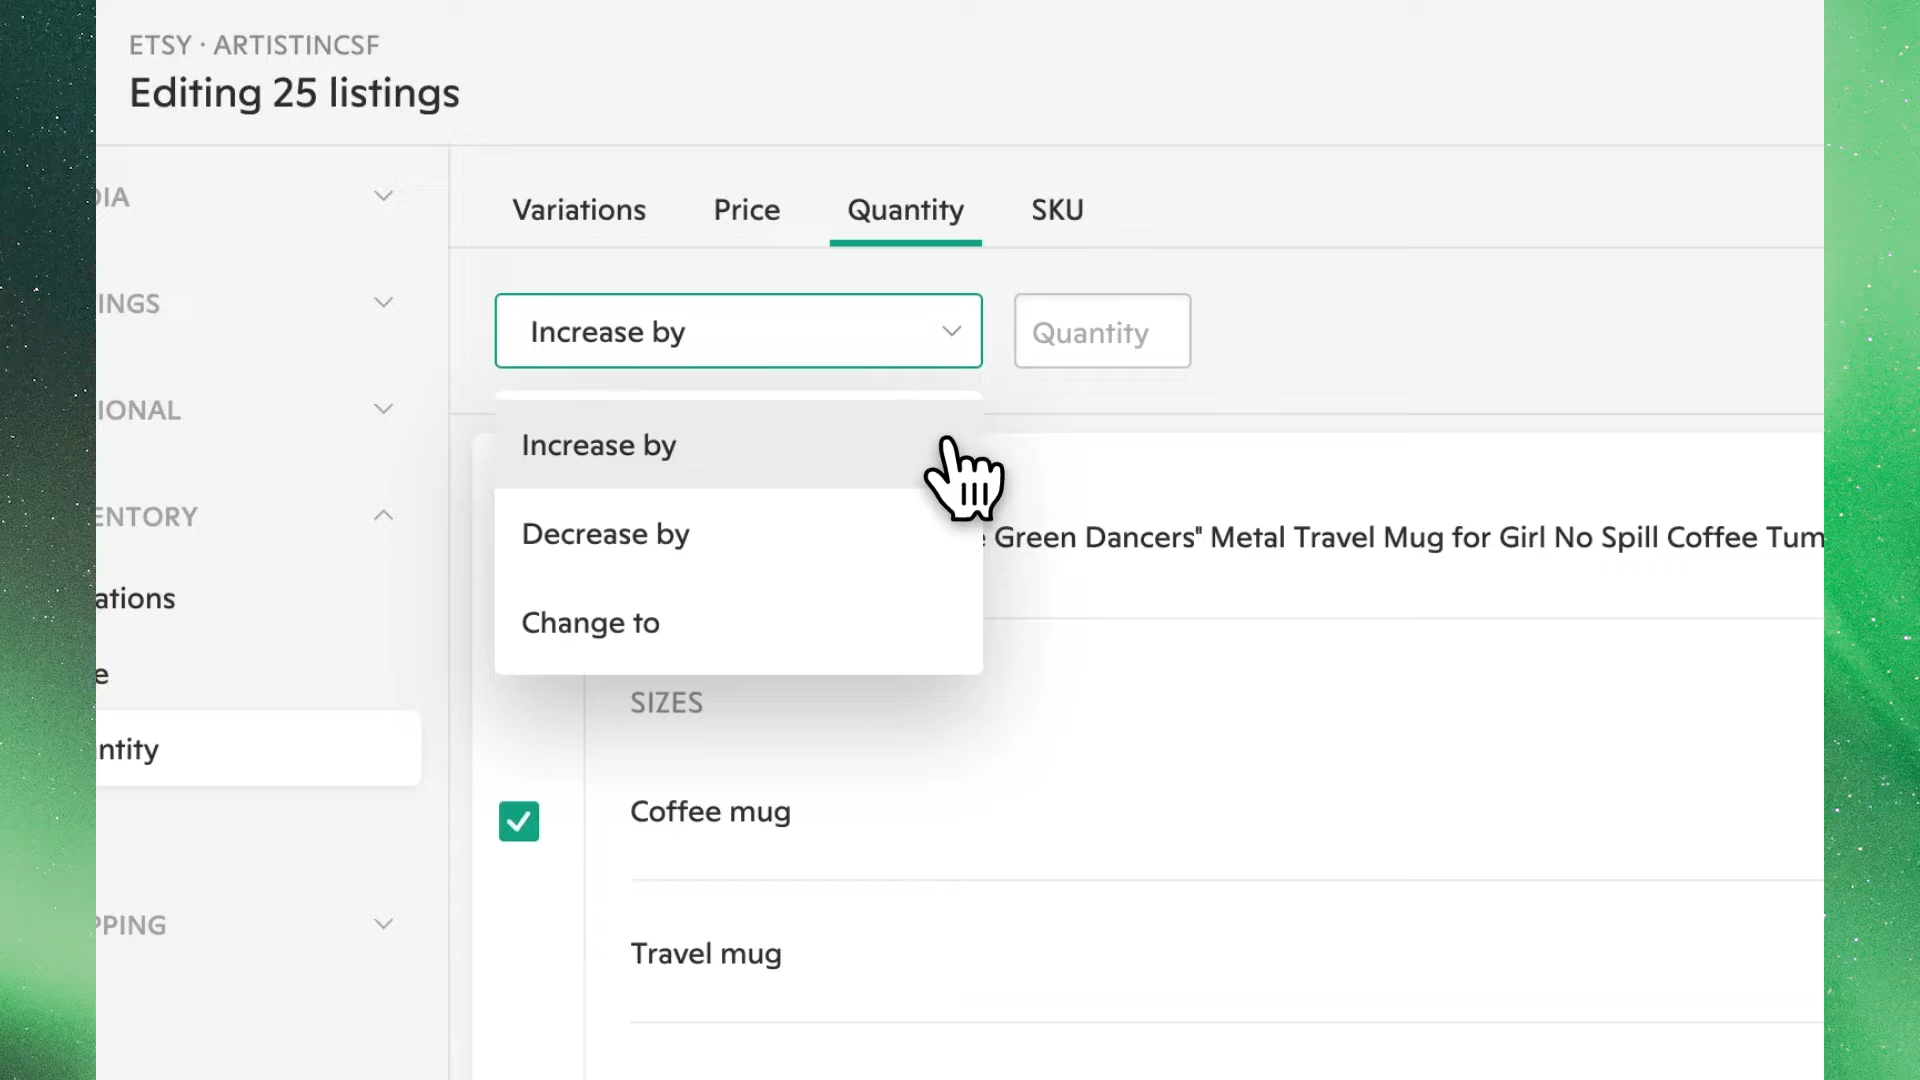 ETSY · ARTISTINCSF
Editing 25 listings
DIA
INGS
IONAL
ENTORY
ations
e
ntity
PPING
Variations Price Quantity SKU
Increase by Quantity
Increase by
Decrease by
Change to
e Green Dancers" Metal Travel Mug for Girl No Spill Coffee Tum
SIZES
Coffee mug
Travel mug